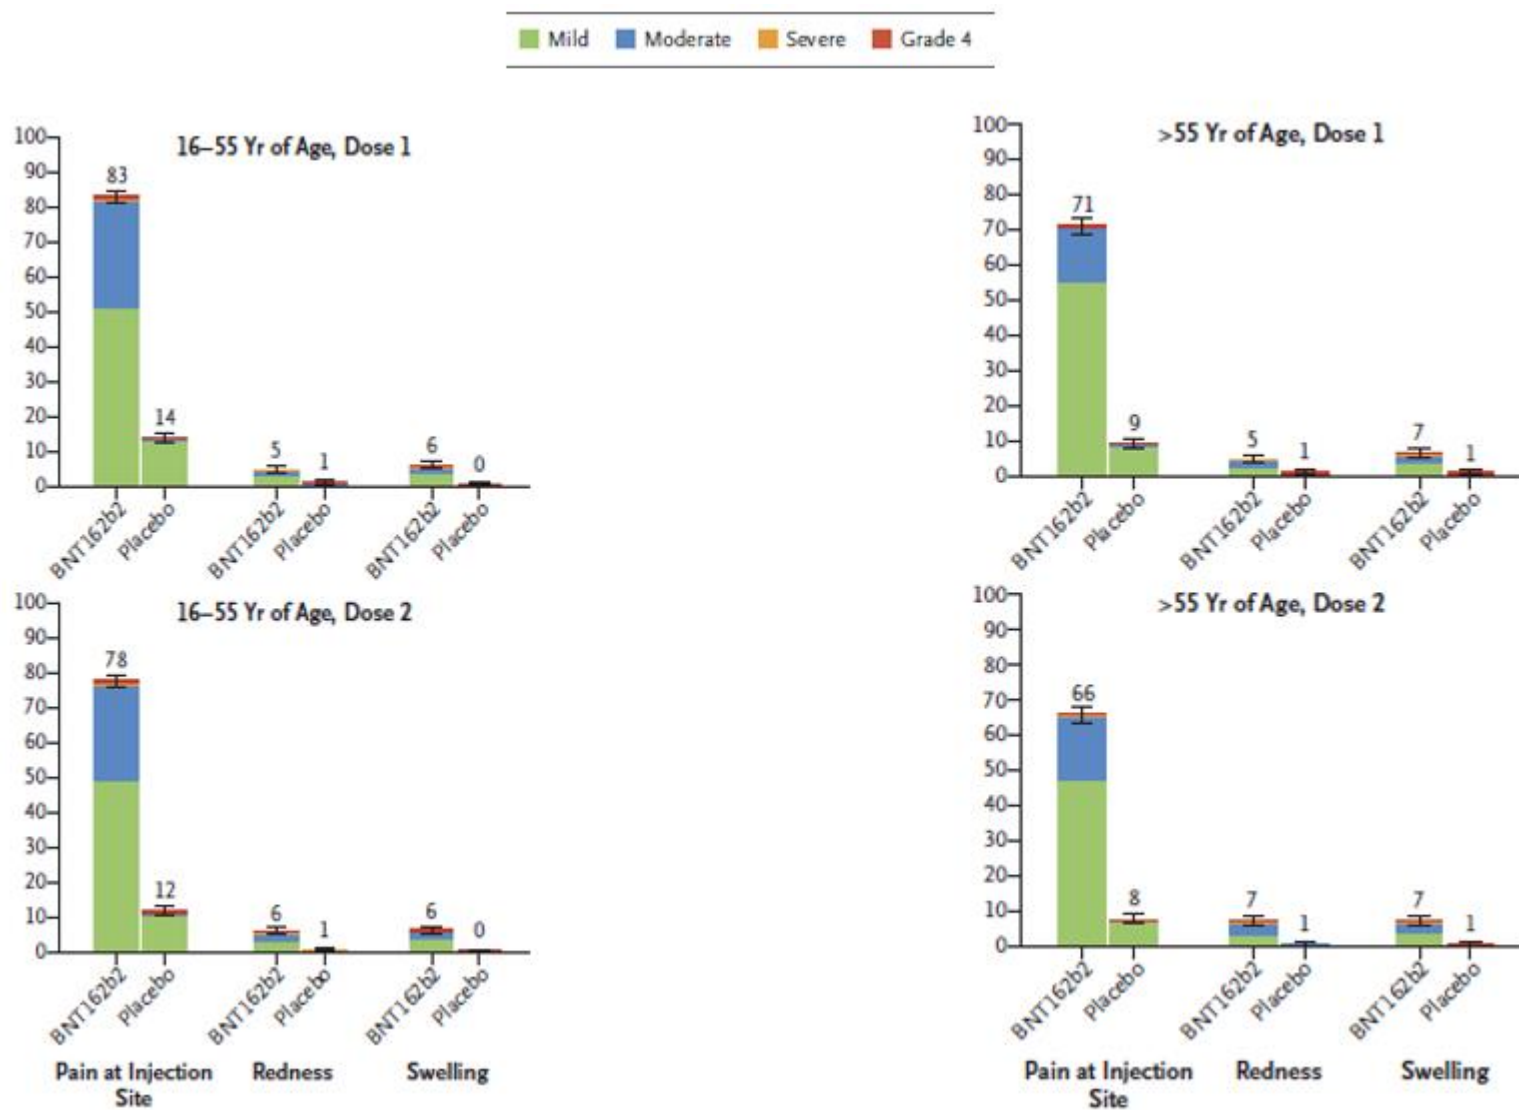 Mild Moderate Severe Grade 4
16–55 Yr of Age, Dose 1
100
90
80
70
60
50
40
30
20
10
0
83
14
5
1
6
0
BNT162b2
Placebo
BNT162b2
Placebo
BNT162b2
Placebo
>55 Yr of Age, Dose 1
100
90
80
70
60
50
40
30
20
10
0
71
9
5
1
7
1
BNT162b2
Placebo
BNT162b2
Placebo
BNT162b2
Placebo
16–55 Yr of Age, Dose 2
100
90
80
70
60
50
40
30
20
10
0
78
12
6
1
6
0
BNT162b2
Placebo
BNT162b2
Placebo
BNT162b2
Placebo
Pain at Injection
Site
Redness
Swelling
>55 Yr of Age, Dose 2
100
90
80
70
60
50
40
30
20
10
0
66
8
7
1
7
1
BNT162b2
Placebo
BNT162b2
Placebo
BNT162b2
Placebo
Pain at Injection
Site
Redness
Swelling